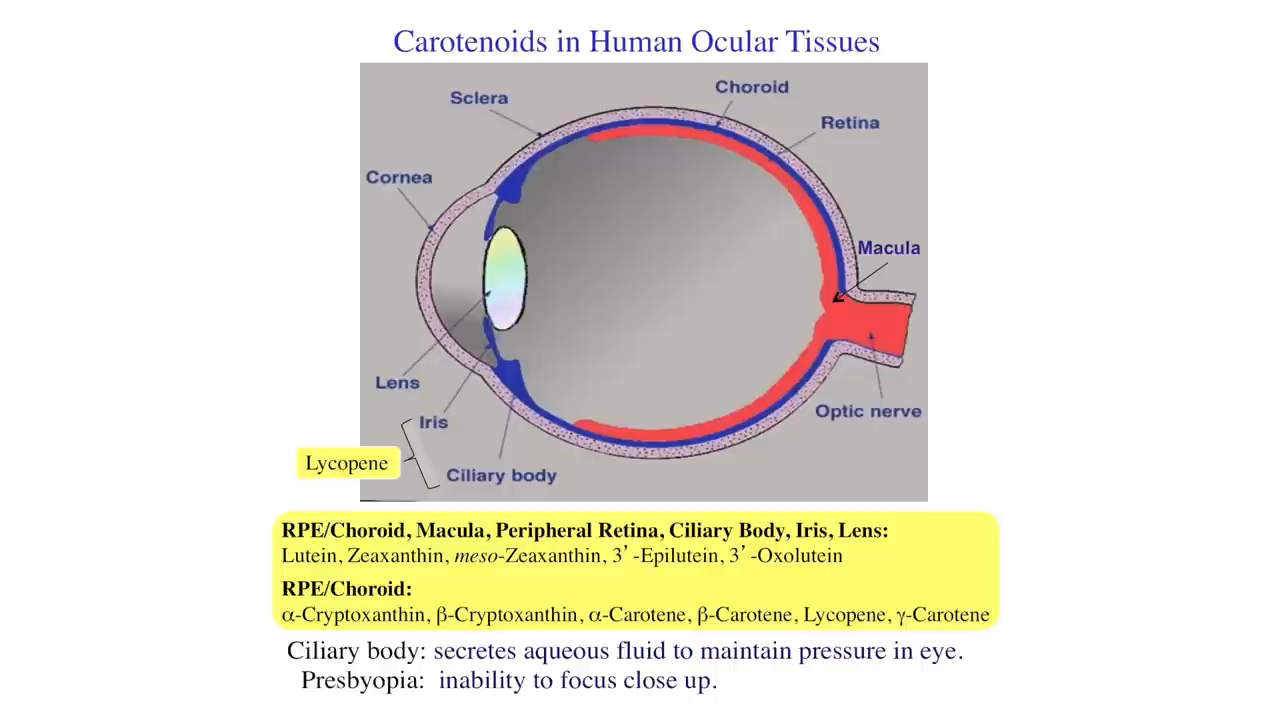 Carotenoids in Human Ocular Tissues
Choroid
Sclera
Retina
Cornea
Macula
Lens
Optic nerve
Iris
Lycopene
Ciliary body
RPE/Choroid, Macula, Peripheral Retina, Ciliary Body, Iris, Lens:
Lutein, Zeaxanthin, meso-Zeaxanthin, 3’-Epilutein, 3’-Oxolutein
RPE/Choroid:
α-Cryptoxanthin, β-Cryptoxanthin, α-Carotene, β-Carotene, Lycopene, γ-Carotene
Ciliary body: secretes aqueous fluid to maintain pressure in eye.
Presbyopia: inability to focus close up.